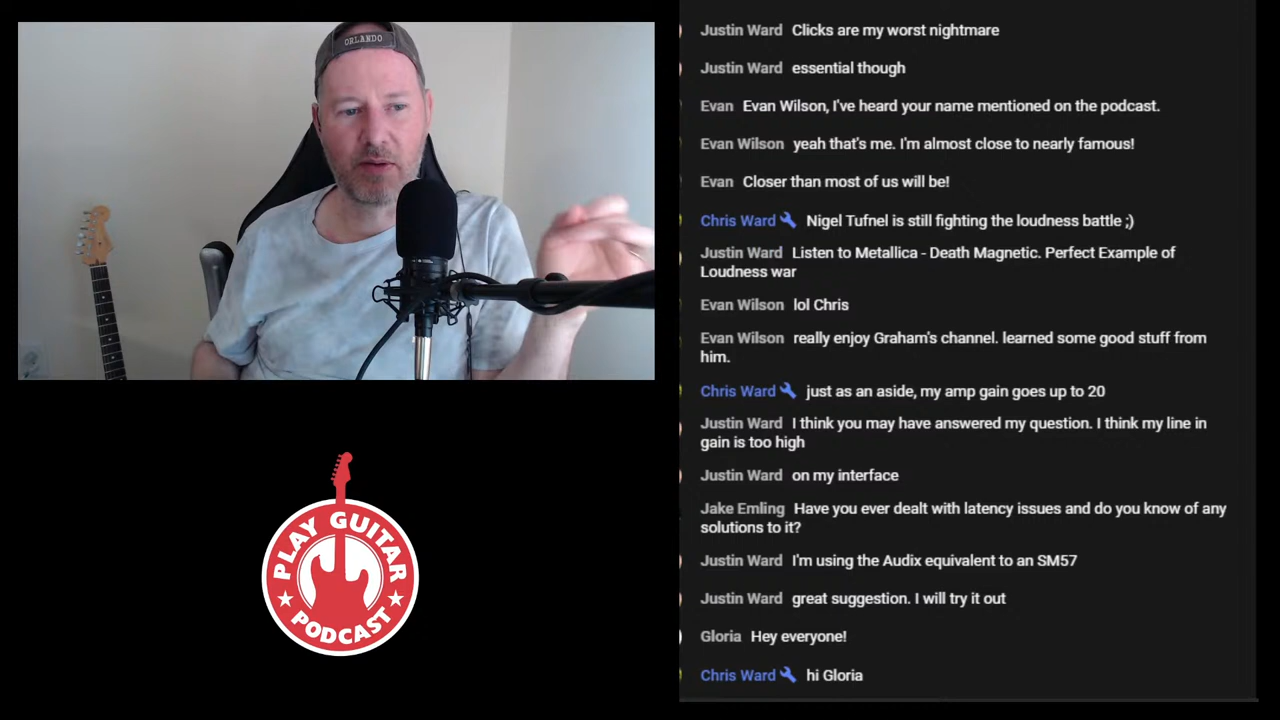 ORLANDO
PLAY GUITAR
PODCAST
Justin Ward Clicks are my worst nightmare
Justin Ward essential though
Evan Evan Wilson, I've heard your name mentioned on the podcast.
Evan Wilson yeah that's me. I'm almost close to nearly famous!
Evan Closer than most of us will be!
Chris Ward Nigel Tufnel is still fighting the loudness battle ;)
Justin Ward Listen to Metallica - Death Magnetic. Perfect Example of
Loudness war
Evan Wilson lol Chris
Evan Wilson really enjoy Graham's channel. learned some good stuff from
him.
Chris Ward just as an aside, my amp gain goes up to 20
Justin Ward I think you may have answered my question. I think my line in
gain is too high
Justin Ward on my interface
Jake Emling Have you ever dealt with latency issues and do you know of any
solutions to it?
Justin Ward I'm using the Audix equivalent to an SM57
Justin Ward great suggestion. I will try it out
Gloria Hey everyone!
Chris Ward hi Gloria